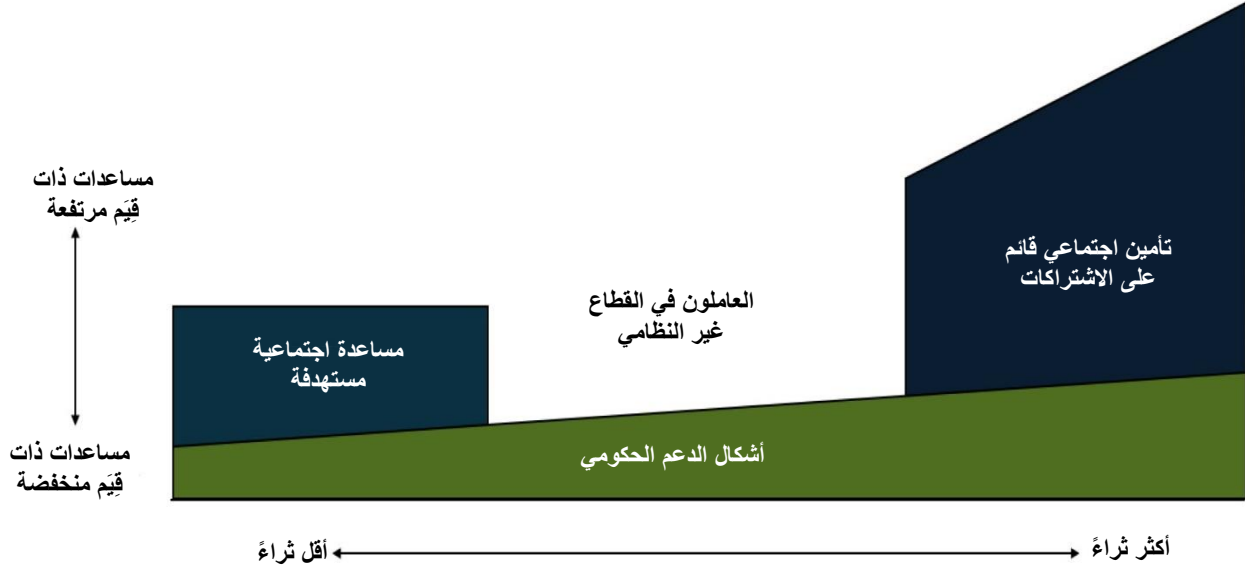 مساعدات ذات
قِيَم مرتفعة
تأمين اجتماعي قائم
على الاشتراكات
العاملون في القطاع
غير النظامي
مساعدة اجتماعية
مستهدفة
أشكال الدعم الحكومي
مساعدات ذات
قِيَم منخفضة
أكثر ثراءً
أقل ثراءً